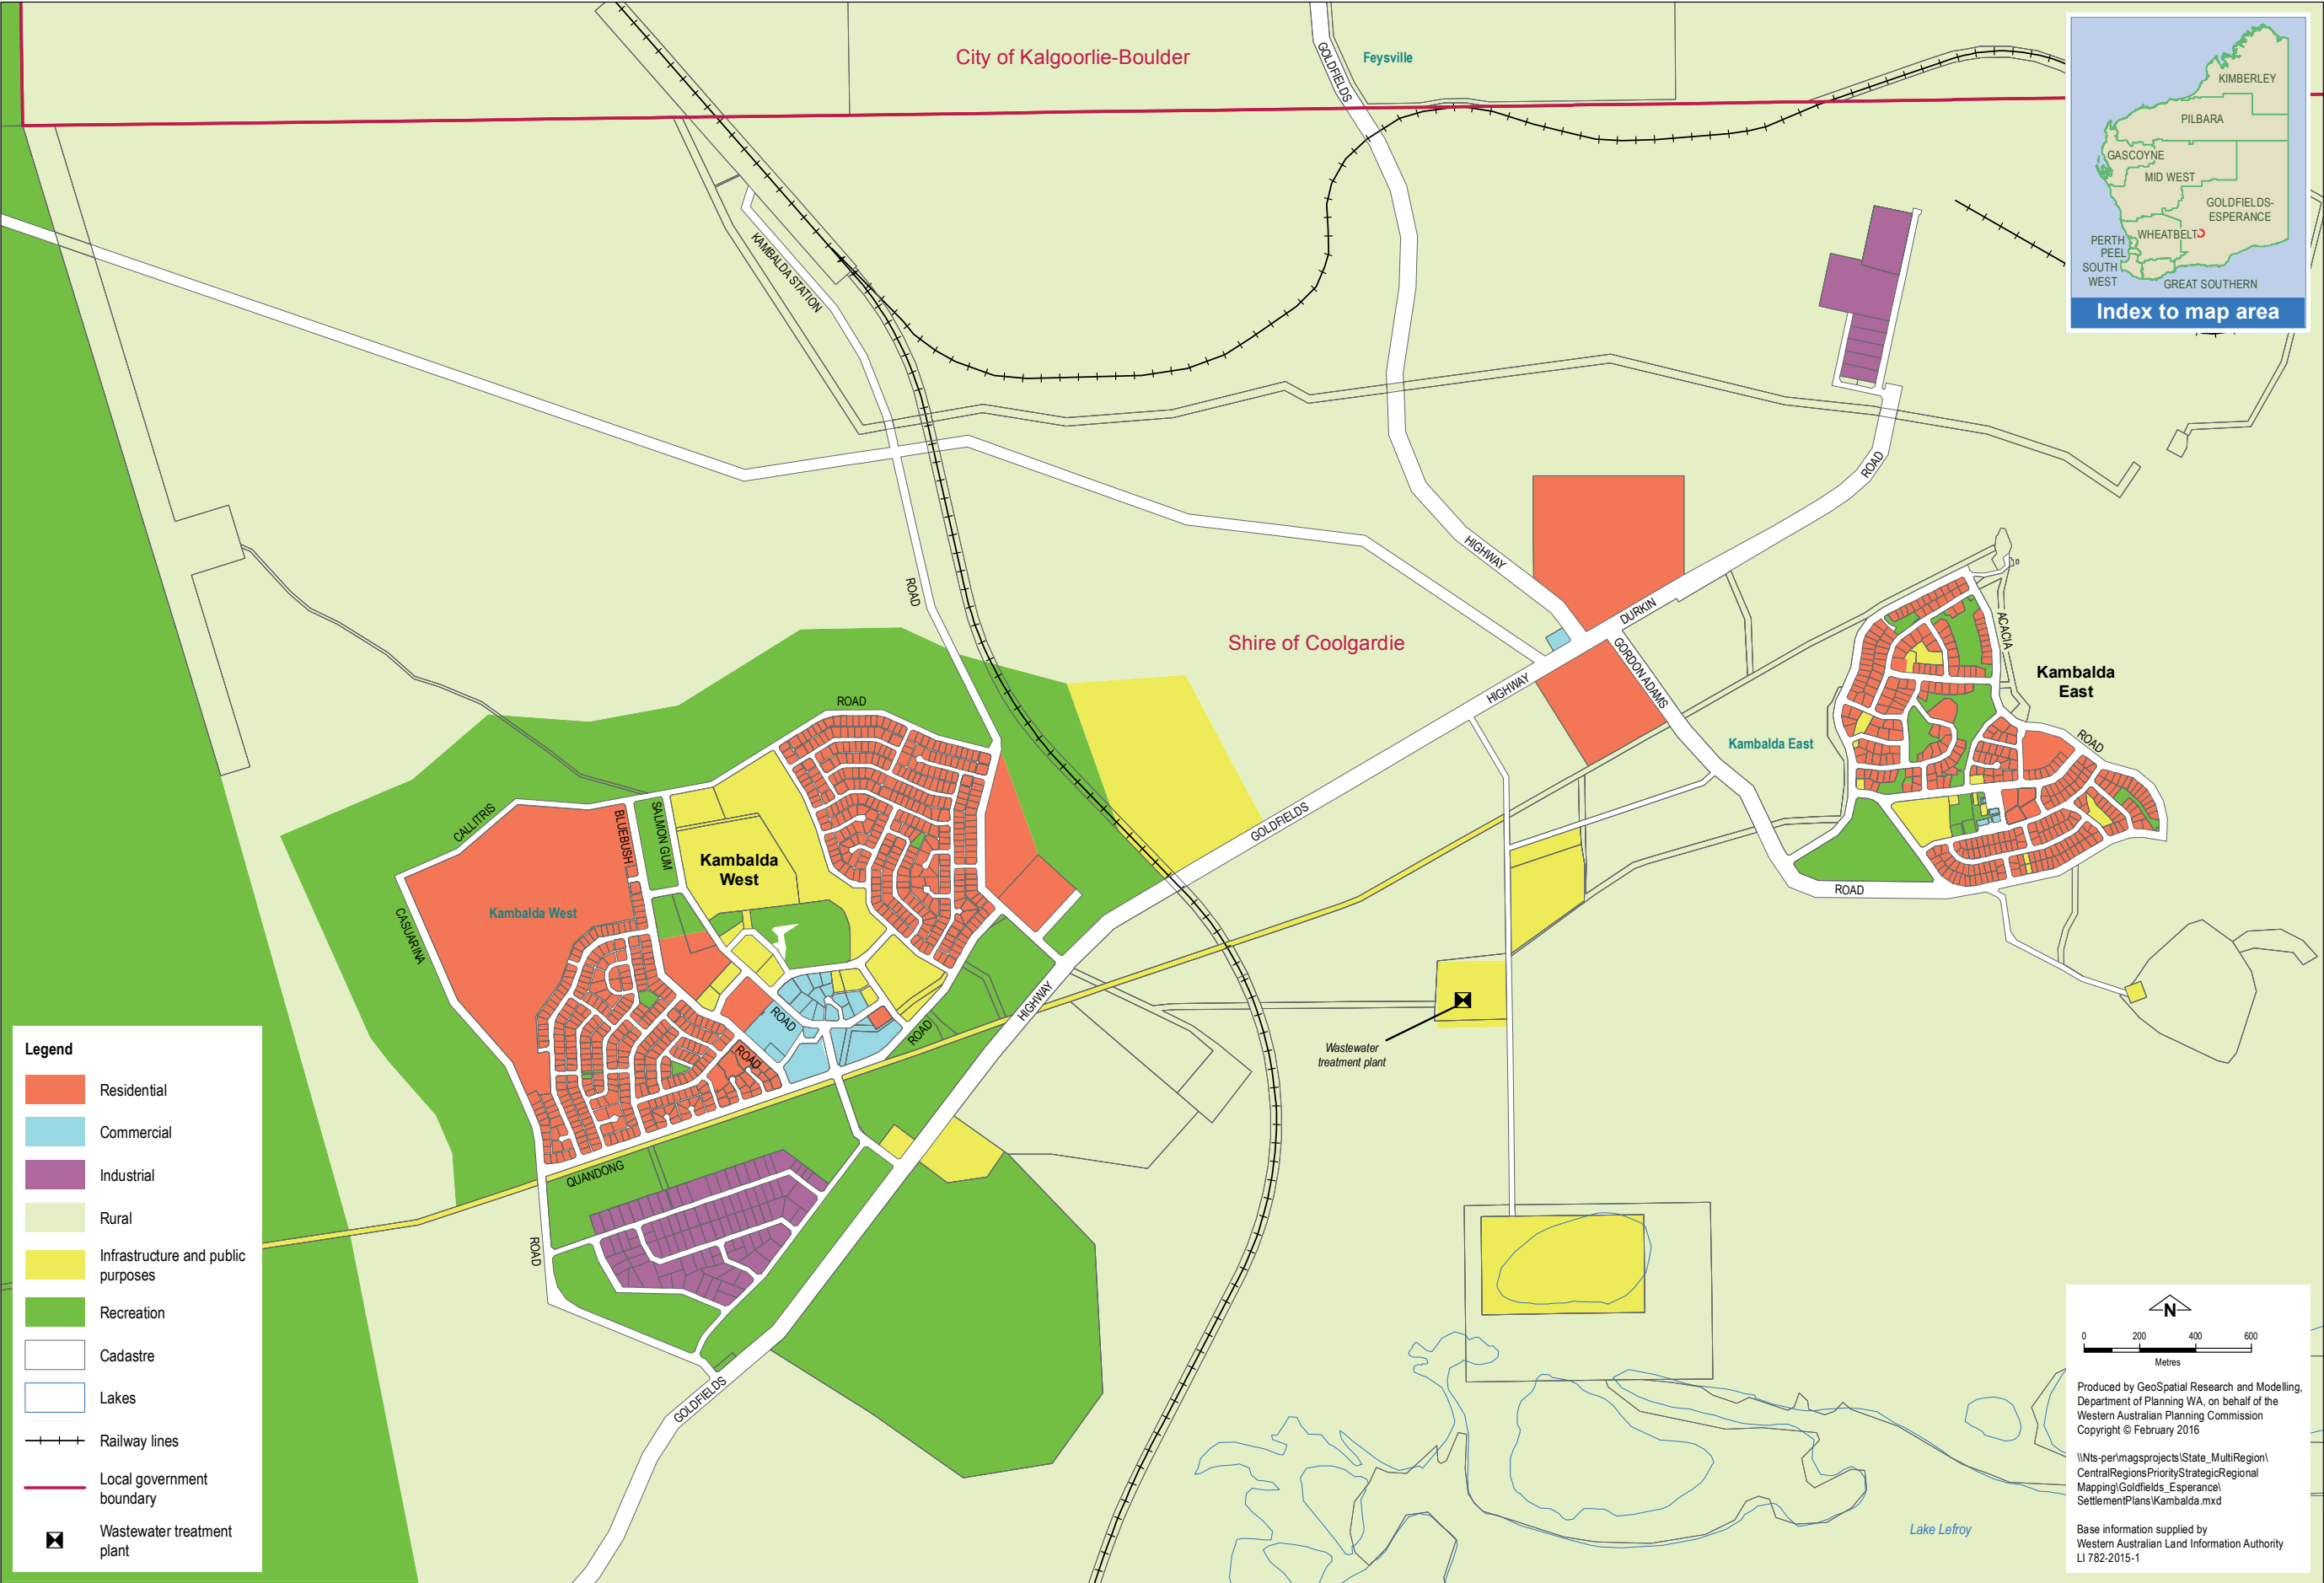 City of Kalgoorlie-Boulder
GOLDFIELDS
Feysville
KIMBERLEY
PILBARA
GASCOYNE
MID WEST
GOLDFIELDS-
ESPERANCE
WHEATBELT
PERTH
PEEL
SOUTH
WEST
GREAT SOUTHERN
Index to map area
KAMBALDA STATION
ROAD
ROAD
HIGHWAY
DURKIN
Shire of Coolgardie
GORDON ADAMS
HIGHWAY
ACACIA
Kambalda
East
ROAD
Kambalda East
ROAD
GOLDFIELDS
CALLITRIS
BLUEBUSH
SALMON GUM
Kambalda
West
Kambalda West
CASUARINA
ROAD
HIGHWAY
ROAD
ROAD
ROAD
Wastewater
treatment plant
QUANDONG
ROAD
GOLDFIELDS
Lake Lefroy
Legend
Residential
Commercial
Industrial
Rural
Infrastructure and public
purposes
Recreation
Cadastre
Lakes
Railway lines
Local government
boundary
Wastewater treatment
plant
N
0 200 400 600
Metres
Produced by GeoSpatial Research and Modelling,
Department of Planning WA, on behalf of the
Western Australian Planning Commission
Copyright © February 2016
\\Nts-per\magsprojects\State_MultiRegion\
CentralRegionsPriorityStrategicRegional
Mapping\Goldfields_Esperance\
SettlementPlans\Kambalda.mxd
Base information supplied by
Western Australian Land Information Authority
LI 782-2015-1